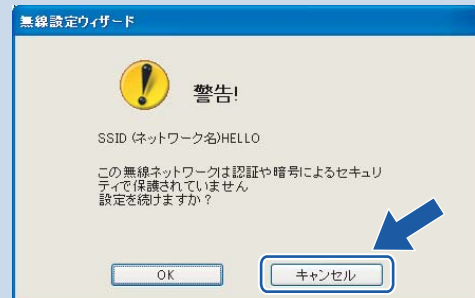 無線設定ウィザード
警告!
SSID (ネットワーク名)HELLO
この無線ネットワークは認証や暗号によるセキュリ
ティで保護されていません
設定を続けますか?
OK
キャンセル